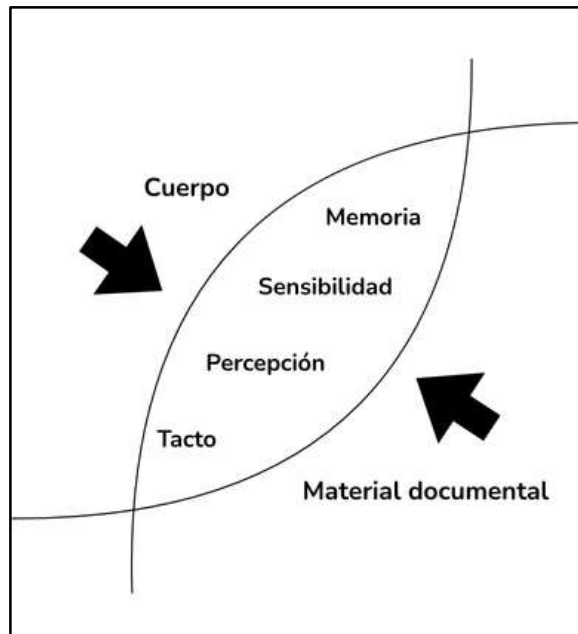 Cuerpo
Memoria
Sensibilidad
Percepción
Tacto
Material documental